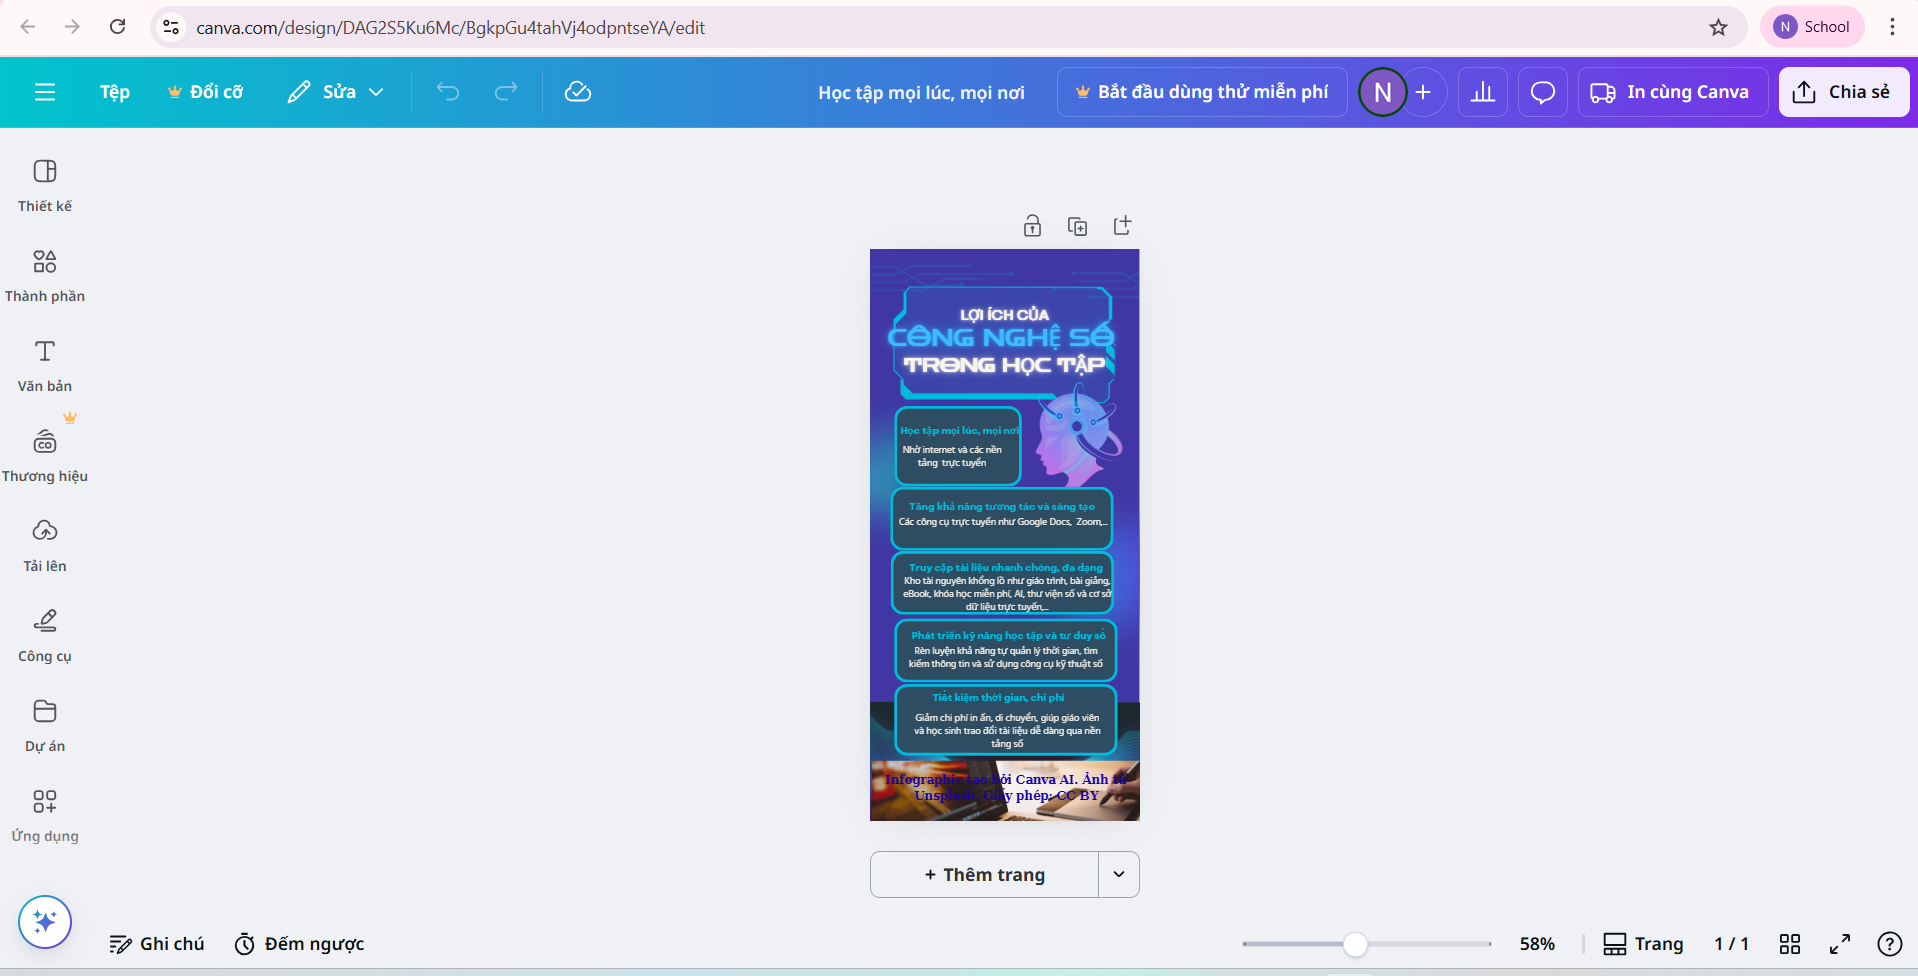 canva.com/design/DAG2S5Ku6Mc/BgkpGu4tahVj4odpntseYA/edit
N School
Tệp
Đổi cỡ
Sửa
Học tập mọi lúc, mọi nơi
Bắt đầu dùng thử miễn phí
N
In cùng Canva
Chia sẻ
Thiết kế
Thành phần
Văn bản
CO
Thương hiệu
Tải lên
Công cụ
Dự án
Ứng dụng
LỢI ÍCH CỦA
CÔNG NGHỆ SỐ
TRONG HỌC TẬP
Học tập mọi lúc, mọi nơi
Nhờ internet và các nền
tảng trực tuyến
Tăng khả năng tương tác và sáng tạo
Các công cụ trực tuyến như Google Docs, Zoom,...
Truy cập tài liệu nhanh chóng, đa dạng
Kho tài nguyên khổng lồ như giáo trình, bài giảng,
eBook, khóa học miễn phí, AI, thư viện số và cơ sở
dữ liệu trực tuyến,...
Phát triển kỹ năng học tập và tư duy số
Rèn luyện khả năng tự quản lý thời gian, tìm
kiếm thông tin và sử dụng công cụ kỹ thuật số
Tiết kiệm thời gian, chi phí
Giảm chi phí in ấn, di chuyển, giúp giáo viên
và học sinh trao đổi tài liệu dễ dàng qua nền
tảng số
Infographic tạo bởi Canva AI. Ảnh từ
Unsplash. Giấy phép: CC BY
+ Thêm trang
Ghi chú
Đếm ngược
58%
Trang
1 / 1